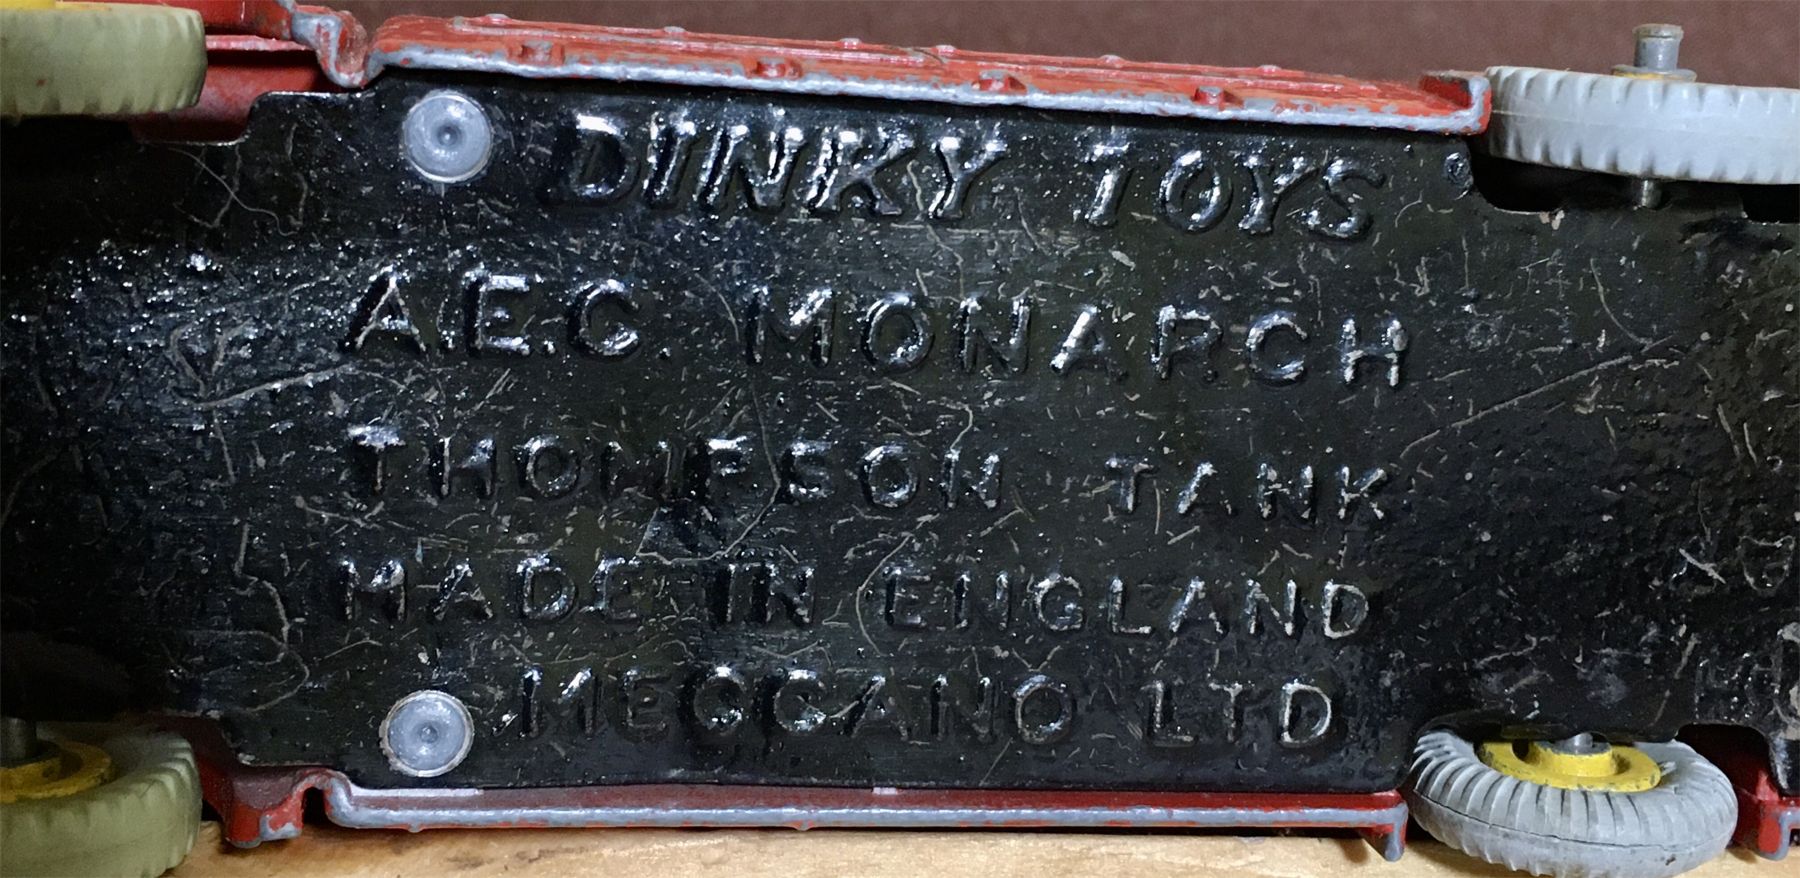 DINKY TOYS
A.E.C. MONARCH
THOMPSON TANK
MADE IN ENGLAND
MECCANO LTD